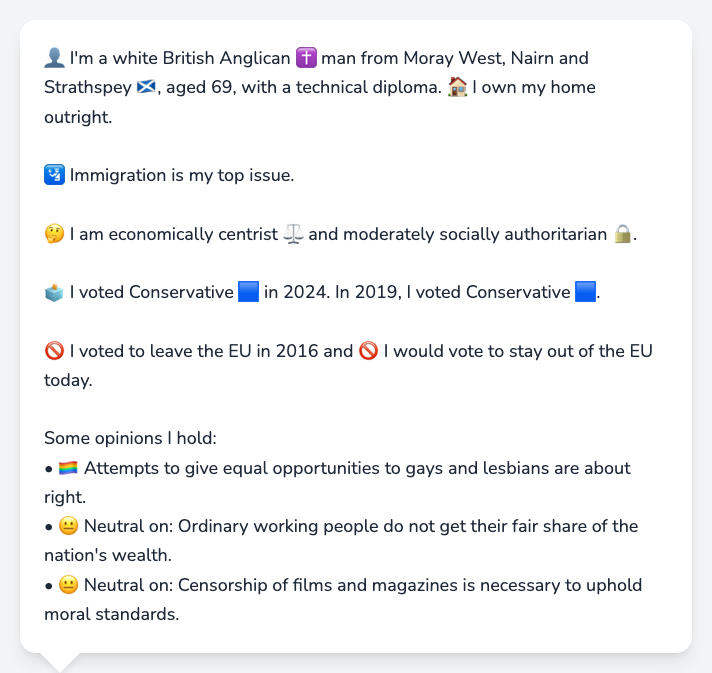 👤 I'm a white British Anglican ✝️ man from Moray West, Nairn and
Strathspey 🏴󠁧󠁢󠁳󠁣󠁴󠁿, aged 69, with a technical diploma. 🏠 I own my home
outright.
🛂 Immigration is my top issue.
🤔 I am economically centrist ⚖️ and moderately socially authoritarian 🔒.
🗳️ I voted Conservative 🟦 in 2024. In 2019, I voted Conservative 🟦.
🚫 I voted to leave the EU in 2016 and 🚫 I would vote to stay out of the EU
today.
Some opinions I hold:
• 🏳️‍🌈 Attempts to give equal opportunities to gays and lesbians are about
right.
• 😐 Neutral on: Ordinary working people do not get their fair share of the
nation's wealth.
• 😐 Neutral on: Censorship of films and magazines is necessary to uphold
moral standards.